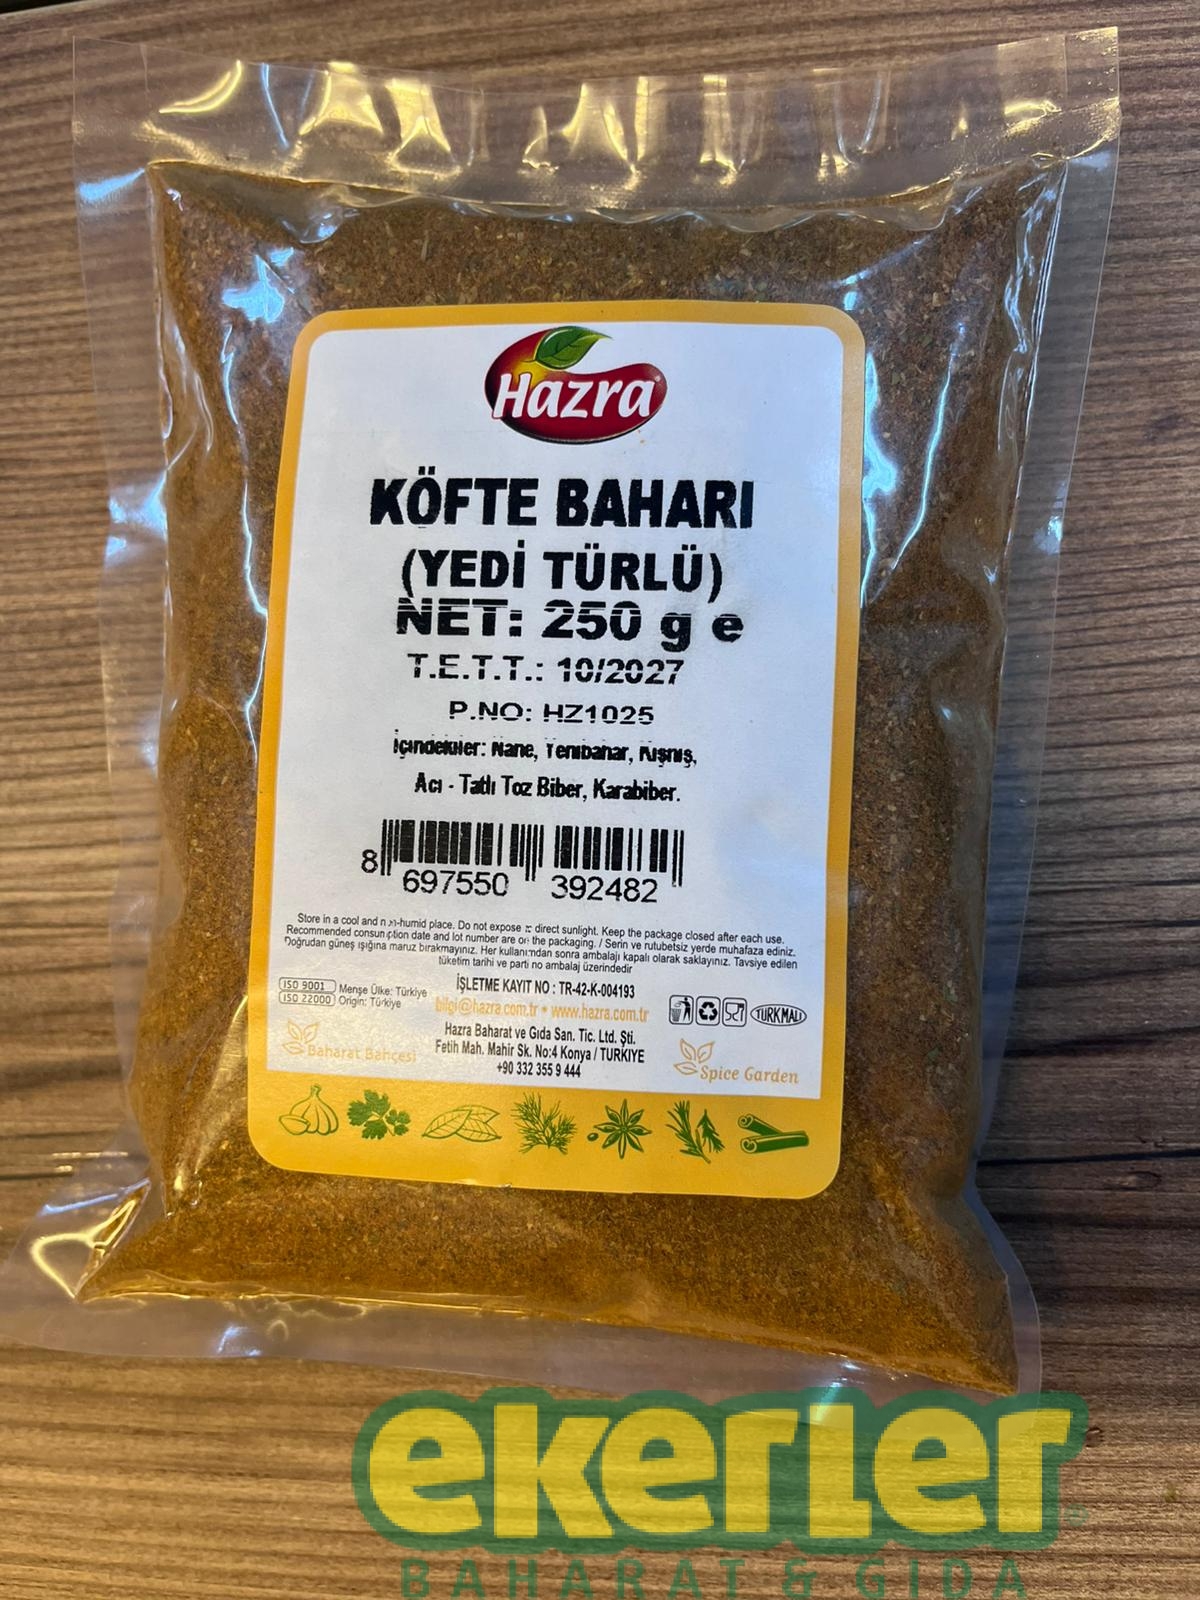 Hazra
KÖFTE BAHARI
(YEDİ TÜRLÜ)
NET: 250 g e
T.E.T.T.: 10/2027
P.NO: HZ1025
İçindekiler: Nane, Yenibahar, Kişniş,
Acı - Tatlı Toz Biber, Karabiber.
8 697550 392482
Store in a cool and non-humid place. Do not expose to direct sunlight. Keep the package closed after each use.
Recommended consumption date and lot number are on the packaging. / Serin ve rutubetsiz yerde muhafaza ediniz.
Doğrudan güneş ışığına maruz bırakmayınız. Her kullanımdan sonra ambalajı kapalı olarak saklayınız. Tavsiye edilen
tüketim tarihi ve parti no ambalaj üzerindedir
ISO 9001
ISO 22000
Menşe Ülke: Türkiye
Origin: Türkiye
İŞLETME KAYIT NO : TR-42-K-004193
bilgi@hazra.com.tr • www.hazra.com.tr
Hazra Baharat ve Gıda San. Tic. Ltd. Şti.
Fetih Mah. Mahir Sk. No:4 Konya / TURKIYE
+90 332 355 9 444
TÜRK MALI
Baharat Bahçesi
Spice Garden
ekerler
BAHARAT & GIDA